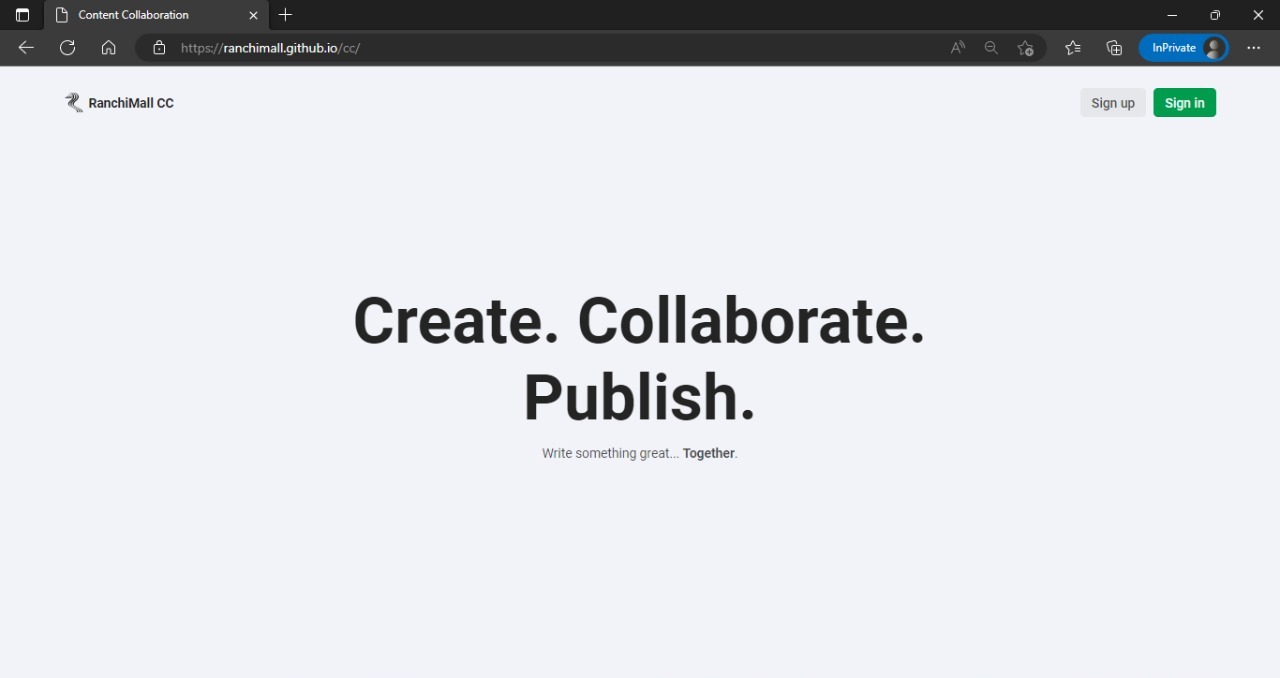 Content Collaboration
https://ranchimall.github.io/cc/
InPrivate
RanchiMall CC
Sign up
Sign in
Create. Collaborate.
Publish.
Write something great... Together.